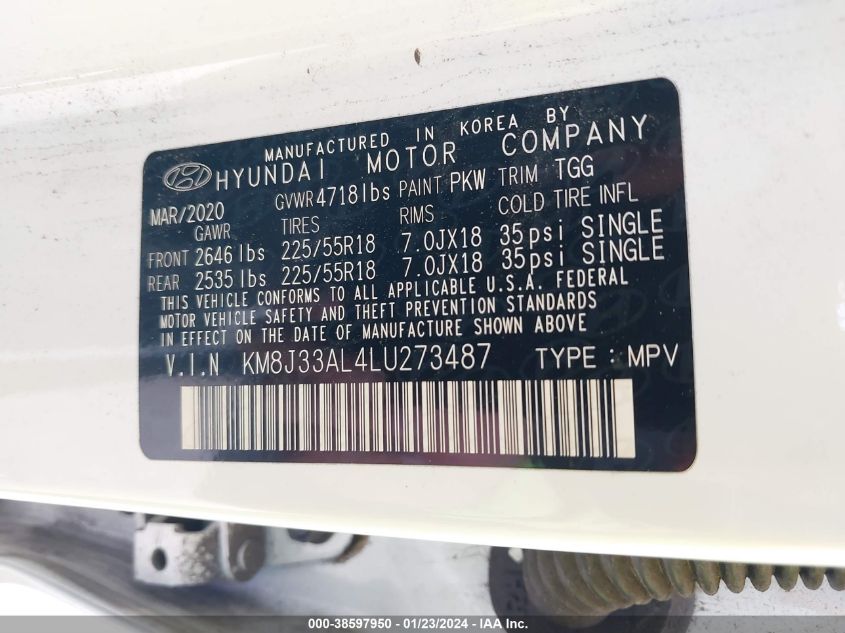 MANUFACTURED IN KOREA BY
HYUNDAI MOTOR COMPANY
MAR/2020 GVWR 4718lbs PAINT PKW TRIM TGG
GAWR TIRES RIMS COLD TIRE INFL
FRONT 2646 lbs 225/55R18 7.0JX18 35psi SINGLE
REAR 2535 lbs 225/55R18 7.0JX18 35psi SINGLE
THIS VEHICLE CONFORMS TO ALL APPLICABLE U.S.A. FEDERAL
MOTOR VEHICLE SAFETY AND THEFT PREVENTION STANDARDS
IN EFFECT ON THE DATE OF MANUFACTURE SHOWN ABOVE
V.I.N KM8J33AL4LU273487 TYPE: MPV
000-38597950 - 01/23/2024 - IAA Inc.